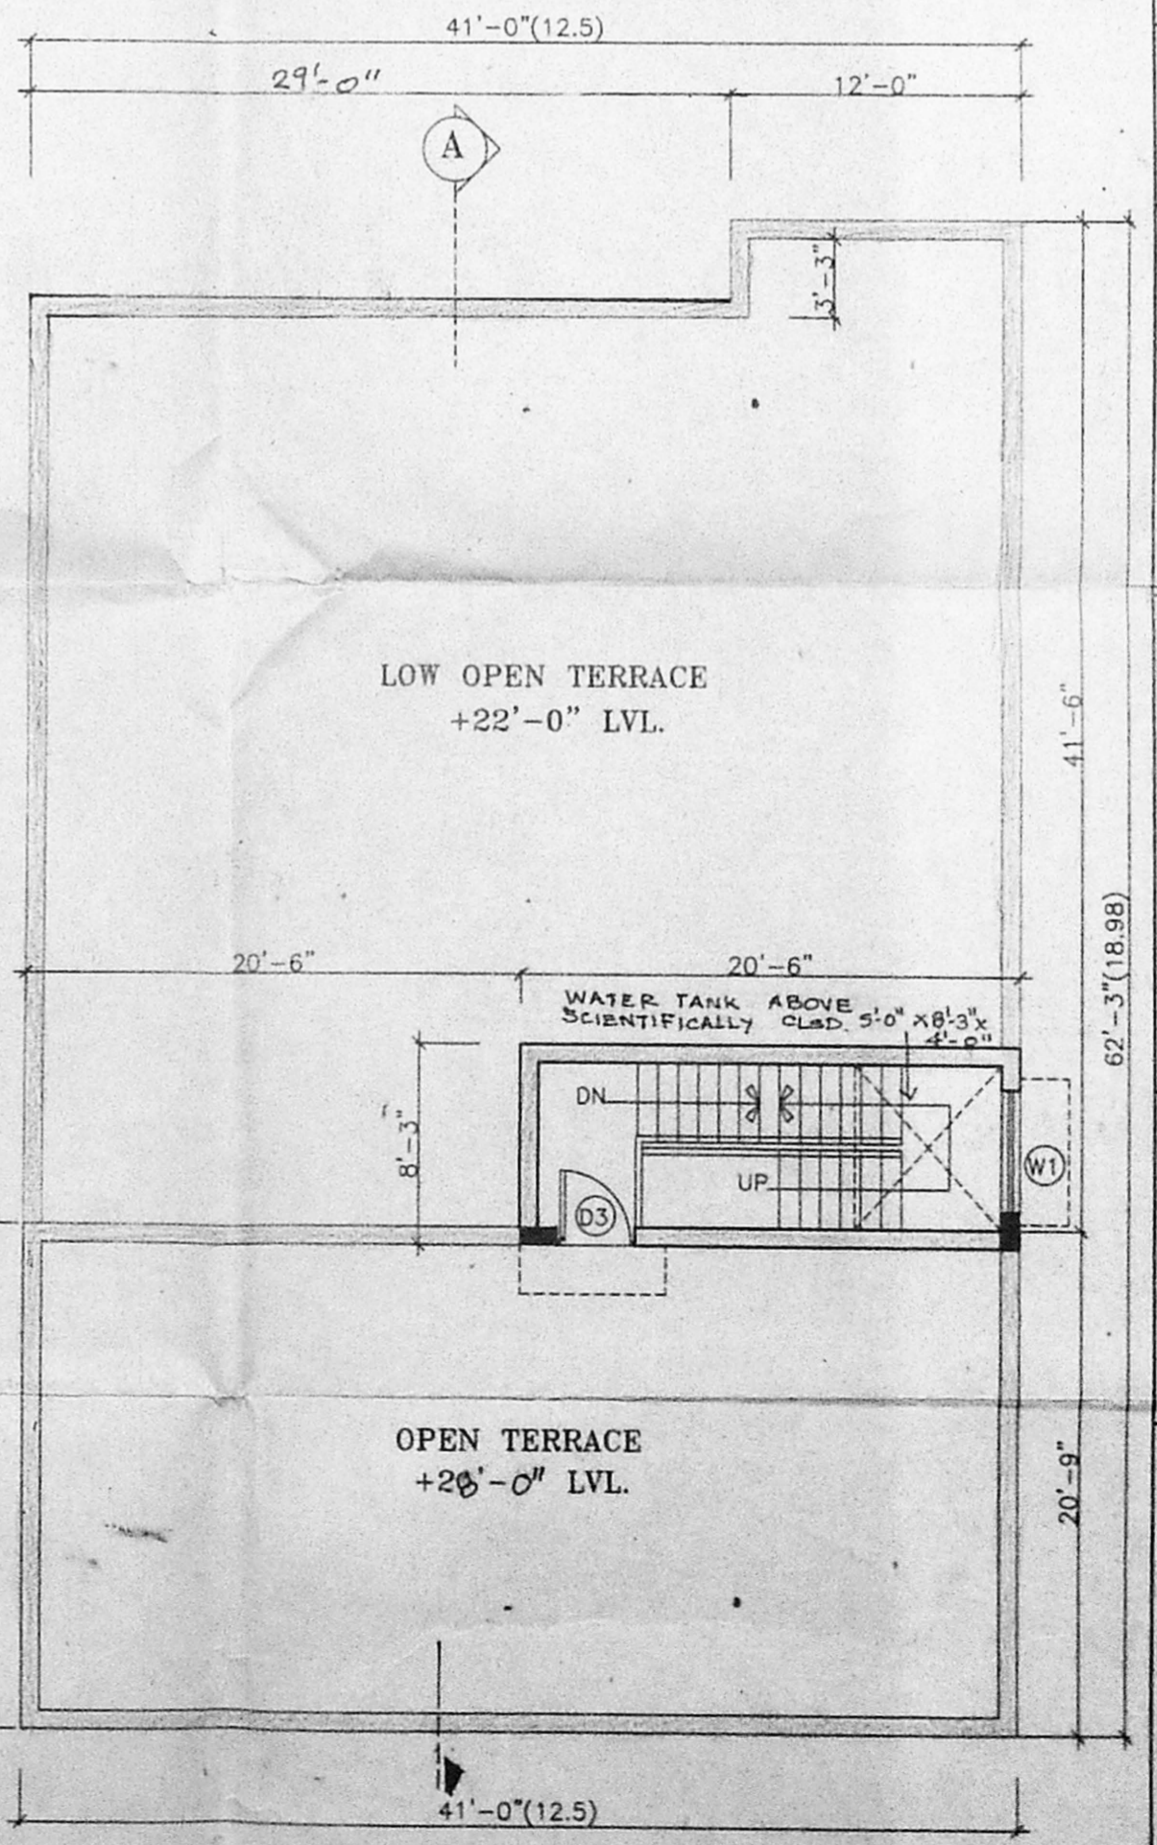 41'-0"(12.5)
29'-0"
12'-0"
A
3'-3"
LOW OPEN TERRACE
+22'-0" LVL.
41'-6"
62'-3"(18.98)
20'-6"
20'-6"
WATER TANK ABOVE
SCIENTIFICALLY CLSD. 5'-0" x 8'-3" x
4'-0"
8'-3"
DN
UP
W1
D3
OPEN TERRACE
+28'-0" LVL.
20'-9"
41'-0"(12.5)